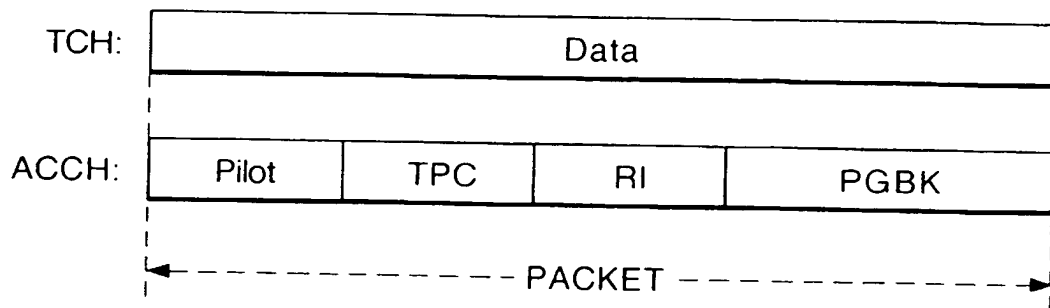 TCH: Data
ACCH: Pilot TPC RI PGBK
PACKET